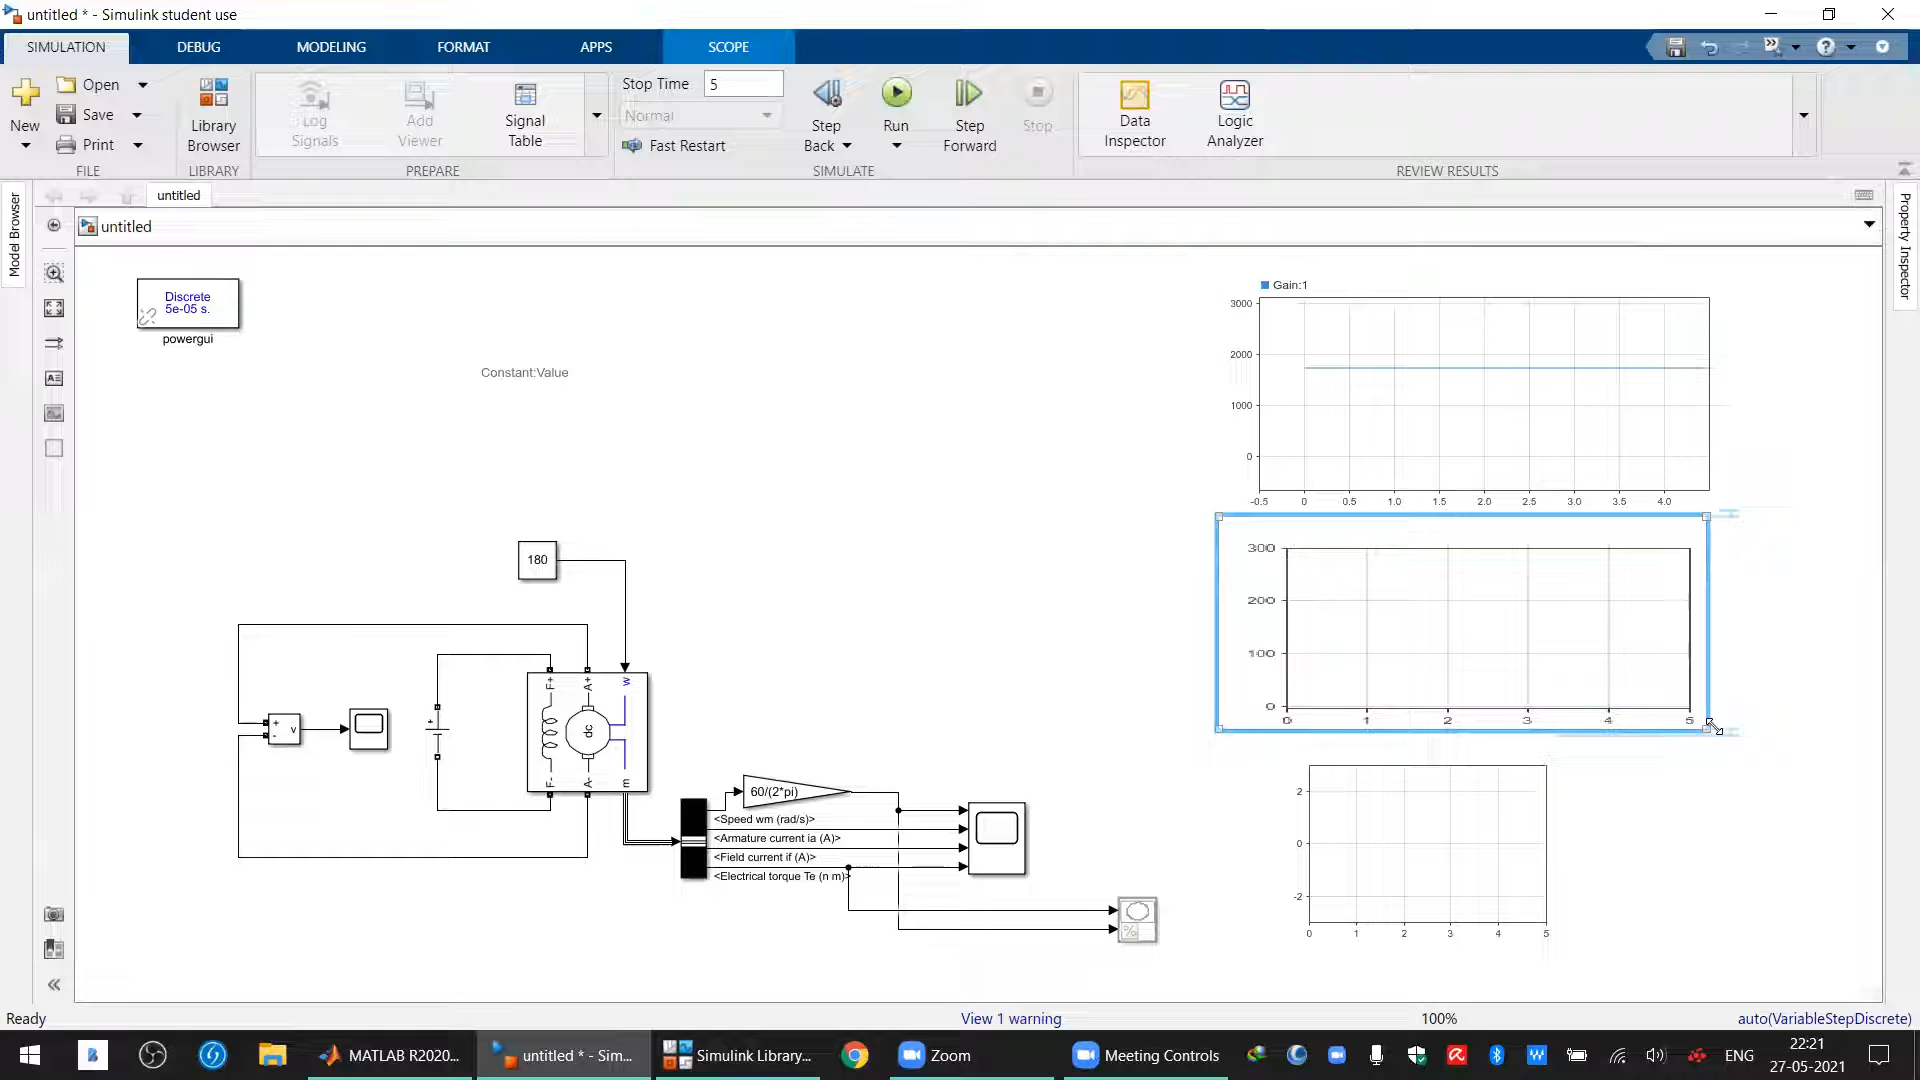 untitled * - Simulink student use
SIMULATION DEBUG MODELING FORMAT APPS SCOPE
New
Open
Save
Print
FILE
Library
Browser
LIBRARY
Log
Signals
Add
Viewer
Signal
Table
PREPARE
Stop Time 5
Normal
Fast Restart
Step
Back
Run
Step
Forward
Stop
SIMULATE
Data
Inspector
Logic
Analyzer
REVIEW RESULTS
Model Browser
Property Inspector
untitled
untitled
Discrete
5e-05 s.
powergui
Constant:Value
Gain:1
3000
2000
1000
0
-0.5 0 0.5 1.0 1.5 2.0 2.5 3.0 3.5 4.0
300
200
100
0
0 1 2 3 4 5
2
0
-2
0 1 2 3 4 5
180
F+ A+ w
dc
F- A- m
+
-
v
+
60/(2*pi)
<Speed wm (rad/s)>
<Armature current ia (A)>
<Field current if (A)>
<Electrical torque Te (n m)>
%
Ready
View 1 warning
100%
auto(VariableStepDiscrete)
B
MATLAB R2020...
untitled * - Sim...
Simulink Library...
Zoom
Meeting Controls
W
ENG
22:21
27-05-2021